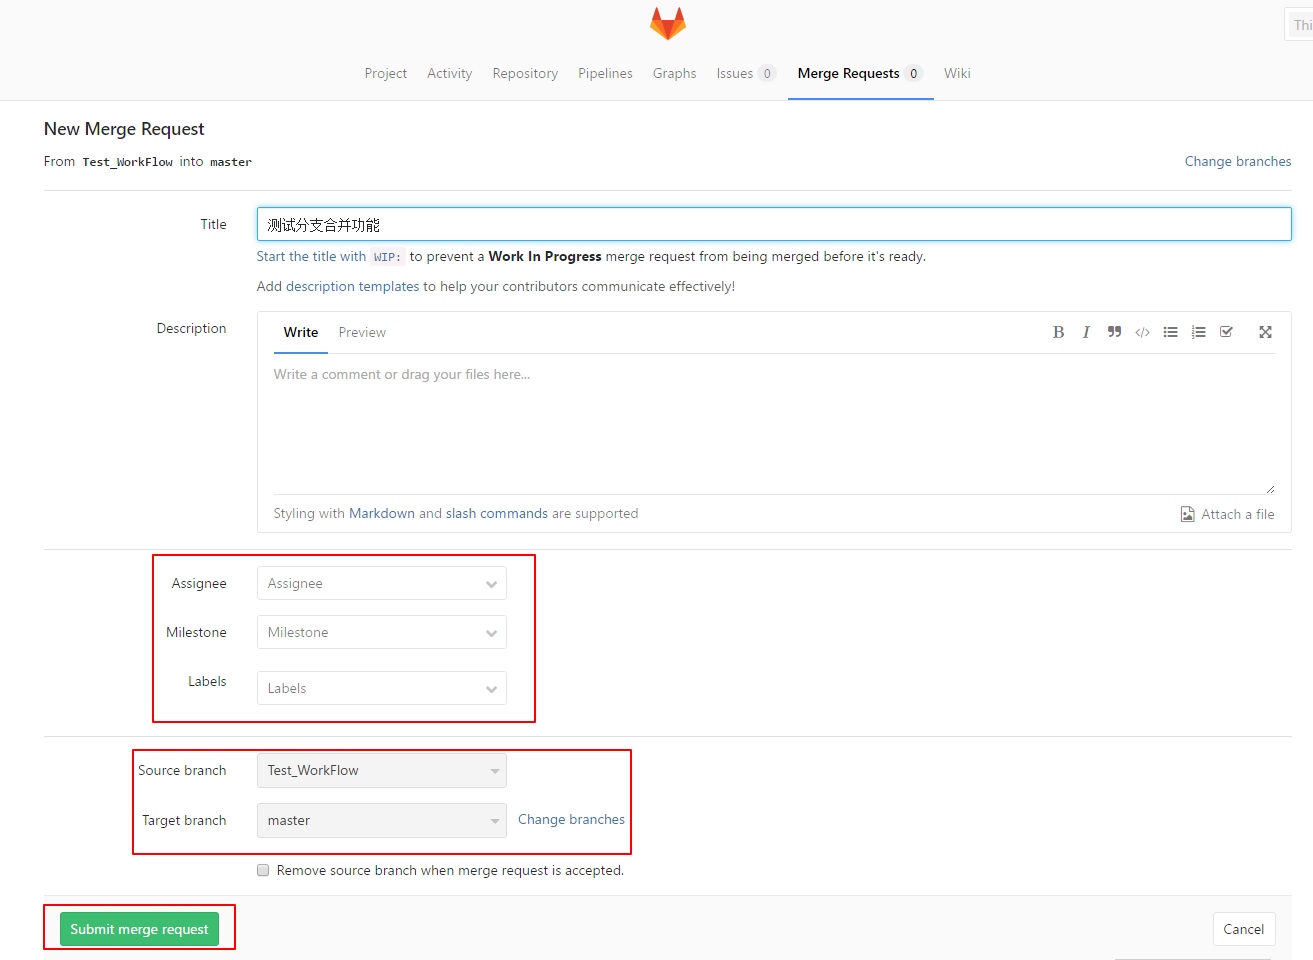 Thi
Project Activity Repository Pipelines Graphs Issues 0 Merge Requests 0 Wiki
New Merge Request
From Test_WorkFlow into master Change branches
Title 测试分支合并功能
Start the title with WIP: to prevent a Work In Progress merge request from being merged before it's ready.
Add description templates to help your contributors communicate effectively!
Description Write Preview B I
Write a comment or drag your files here...
Styling with Markdown and slash commands are supported Attach a file
Assignee Assignee
Milestone Milestone
Labels Labels
Source branch Test_WorkFlow
Target branch master Change branches
Remove source branch when merge request is accepted.
Submit merge request Cancel